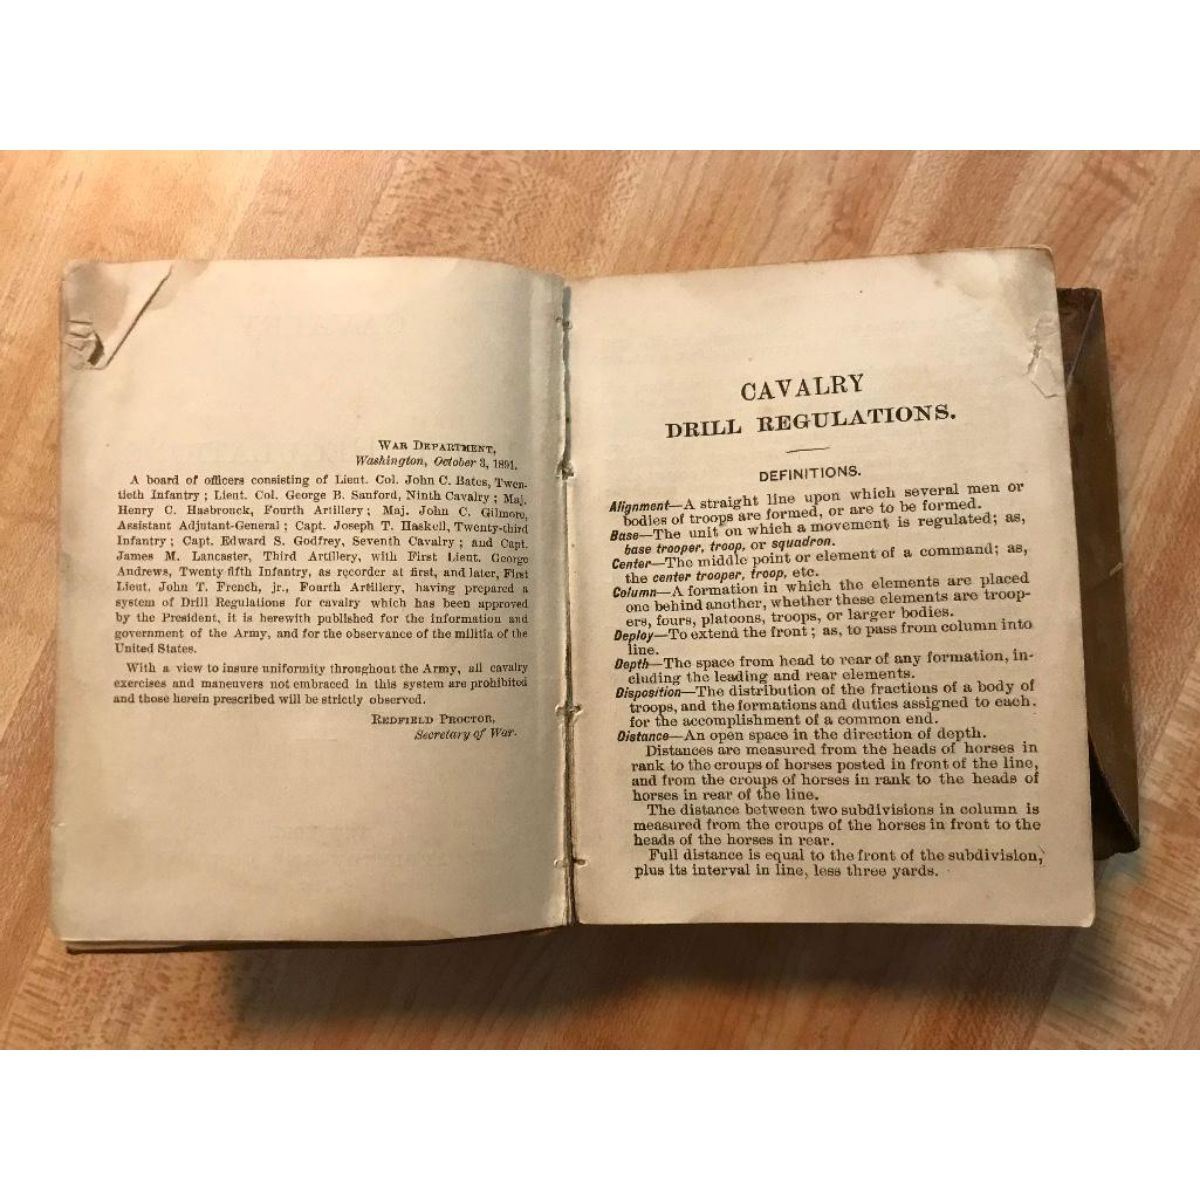 WAR DEPARTMENT,
Washington, October 3, 1891.
A board of officers consisting of Lieut. Col. John C. Bates, Twen-
tieth Infantry; Lieut. Col. George B. Sanford, Ninth Cavalry; Maj.
Henry C. Hasbrouck, Fourth Artillery; Maj. John C. Gilmore,
Assistant Adjutant-General; Capt. Joseph T. Haskell, Twenty-third
Infantry; Capt. Edward S. Godfrey, Seventh Cavalry; and Capt.
James M. Lancaster, Third Artillery, with First Lieut. George
Andrews, Twenty-fifth Infantry, as recorder at first, and later, First
Lieut. John T. French, jr., Fourth Artillery, having prepared a
system of Drill Regulations for cavalry which has been approved
by the President, it is herewith published for the information and
government of the Army, and for the observance of the militia of the
United States.
With a view to insure uniformity throughout the Army, all cavalry
exercises and maneuvers not embraced in this system are prohibited
and those herein prescribed will be strictly observed.
REDFIELD PROCTOR,
Secretary of War.
CAVALRY
DRILL REGULATIONS.
DEFINITIONS.
Alignment—A straight line upon which several men or
bodies of troops are formed, or are to be formed.
Base—The unit on which a movement is regulated; as,
base trooper, troop, or squadron.
Center—The middle point or element of a command; as,
the center trooper, troop, etc.
Column—A formation in which the elements are placed
one behind another, whether these elements are troop-
ers, fours, platoons, troops, or larger bodies.
Deploy—To extend the front; as, to pass from column into
line.
Depth—The space from head to rear of any formation, in-
cluding the leading and rear elements.
Disposition—The distribution of the fractions of a body of
troops, and the formations and duties assigned to each.
for the accomplishment of a common end.
Distance—An open space in the direction of depth.
Distances are measured from the heads of horses in
rank to the croups of horses posted in front of the line,
and from the croups of horses in rank to the heads of
horses in rear of the line.
The distance between two subdivisions in column is
measured from the croups of the horses in front to the
heads of the horses in rear.
Full distance is equal to the front of the subdivision,
plus its interval in line, less three yards.